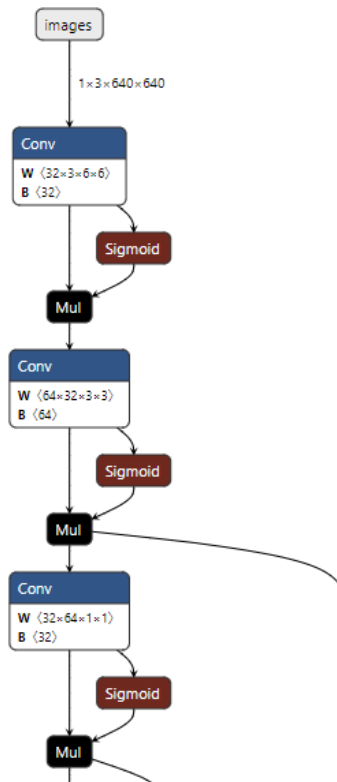 images
1×3×640×640
Conv
W ⟨32×3×6×6⟩
B ⟨32⟩
Sigmoid
Mul
Conv
W ⟨64×32×3×3⟩
B ⟨64⟩
Sigmoid
Mul
Conv
W ⟨32×64×1×1⟩
B ⟨32⟩
Sigmoid
Mul